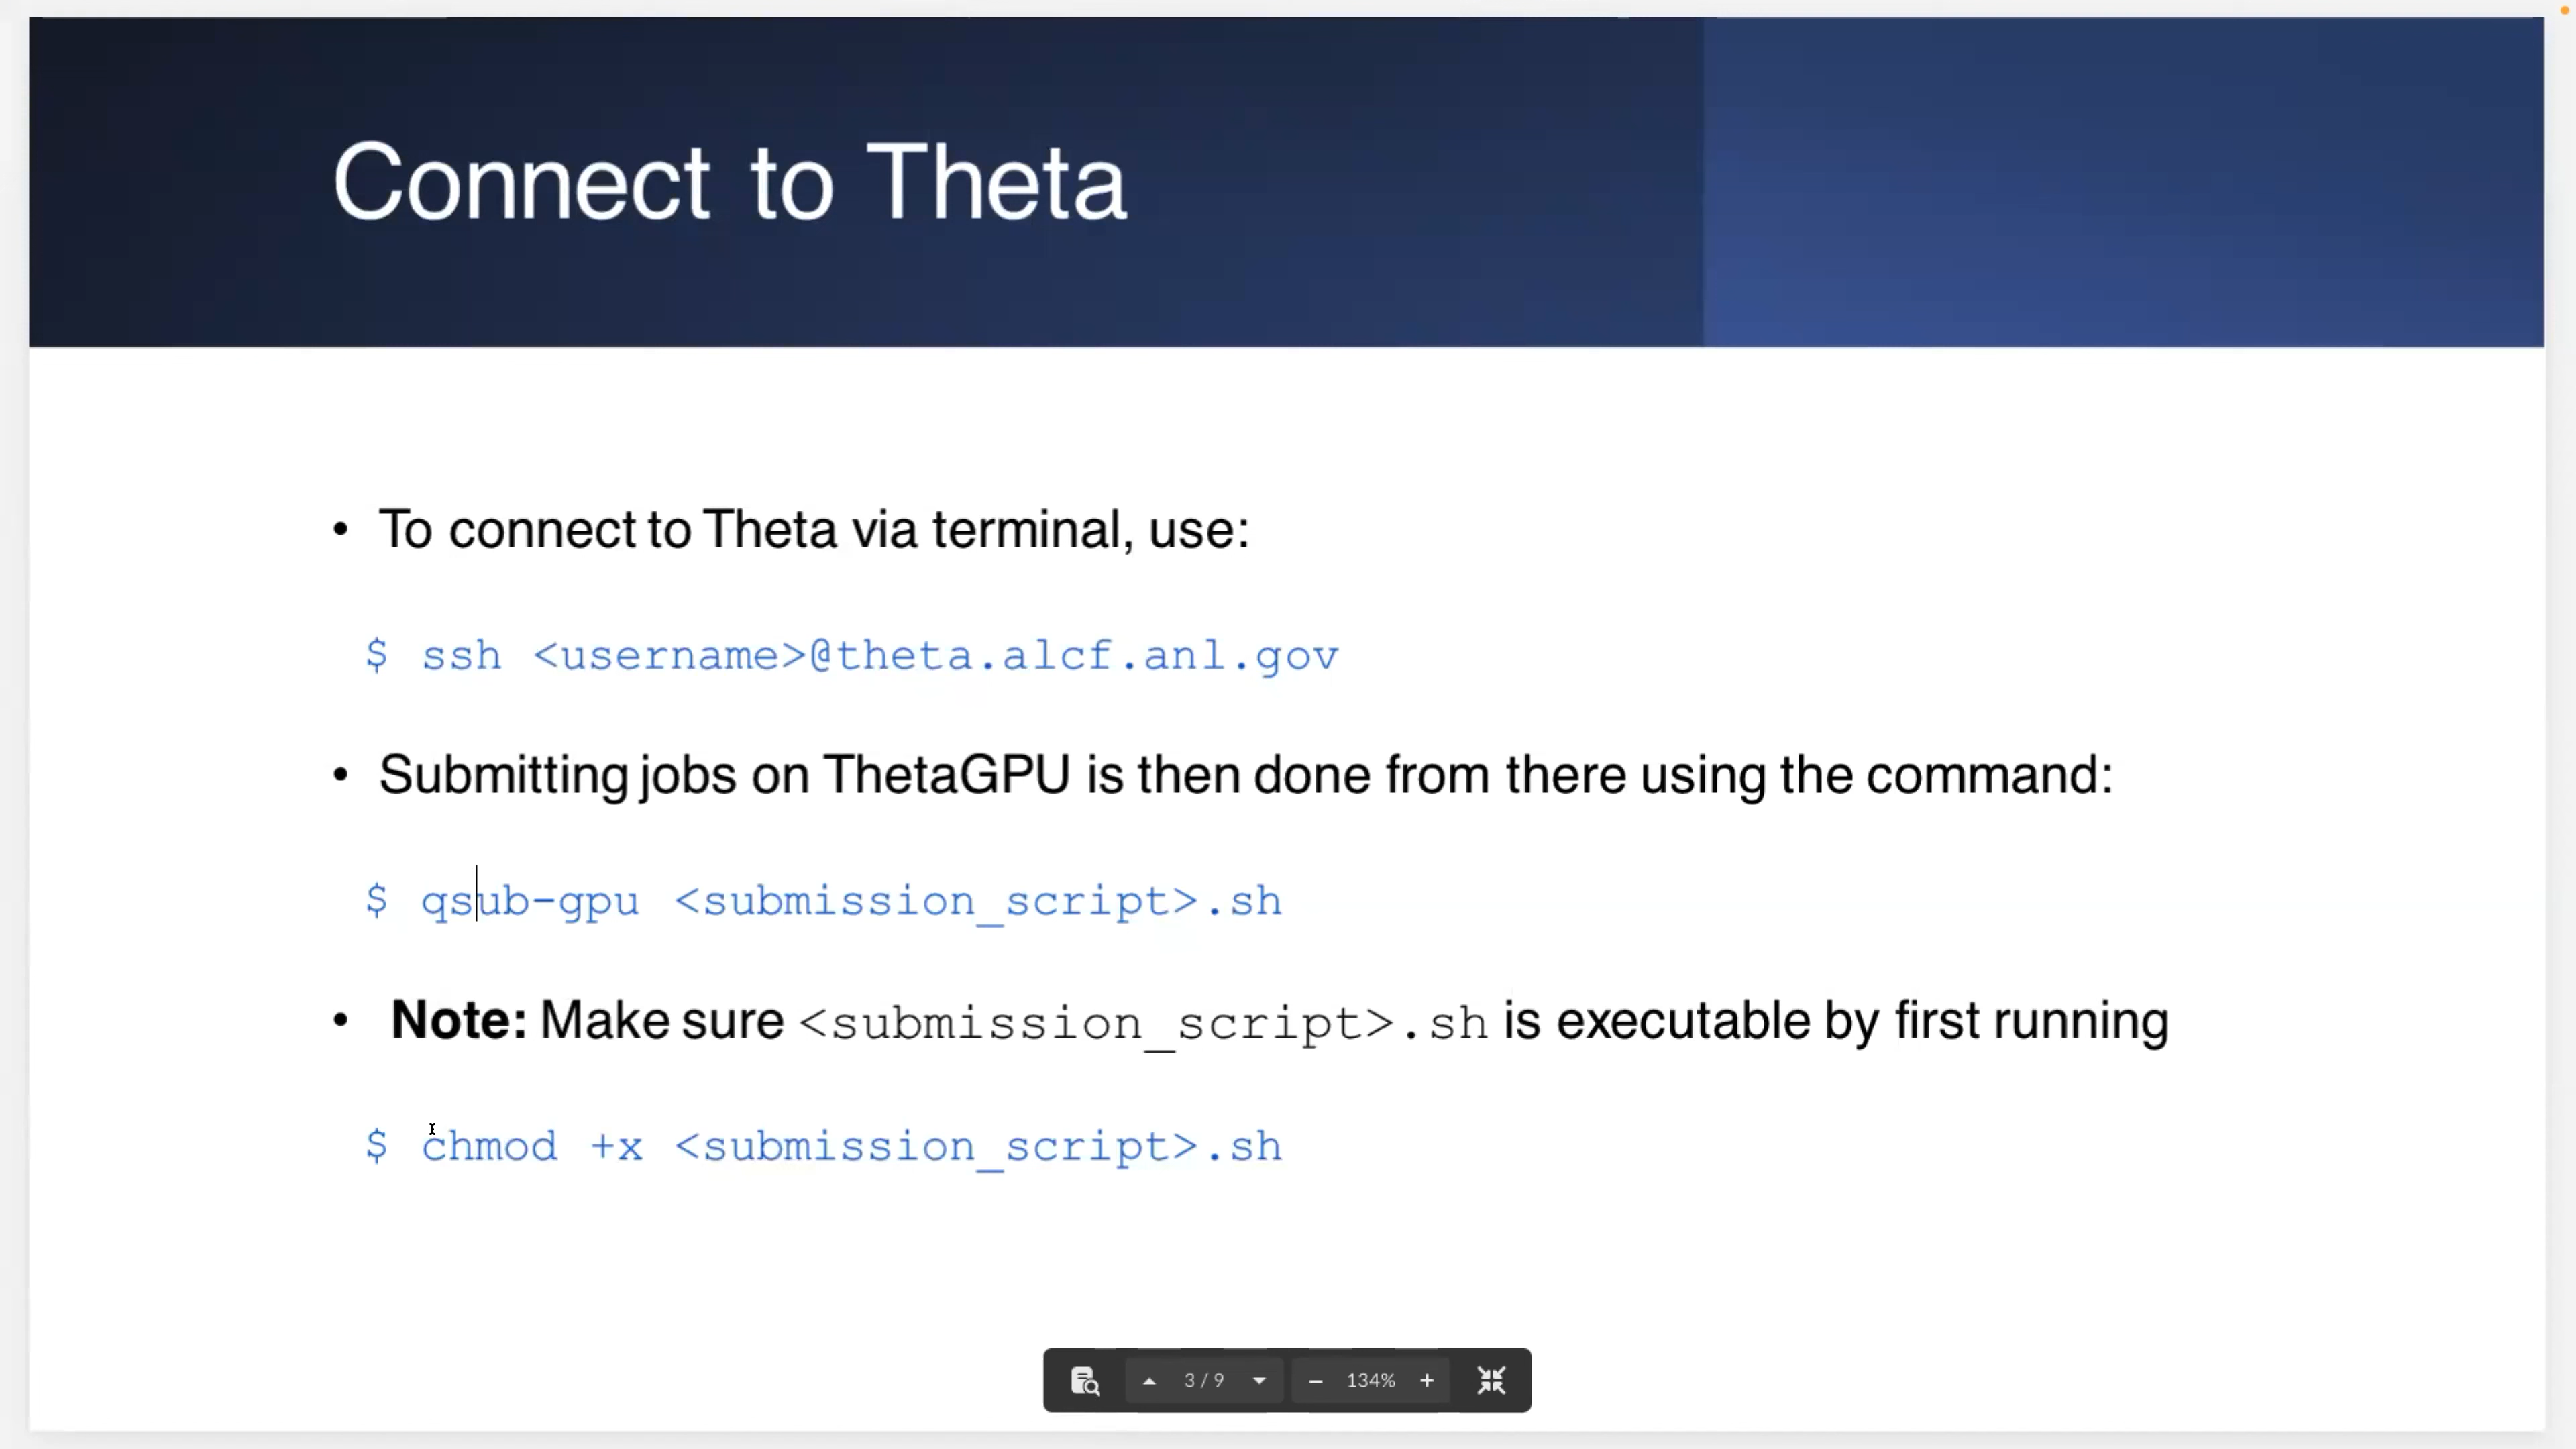 Connect to Theta
• To connect to Theta via terminal, use:
$ ssh <username>@theta.alcf.anl.gov
• Submitting jobs on ThetaGPU is then done from there using the command:
$ qsub-gpu <submission_script>.sh
• Note: Make sure <submission_script>.sh is executable by first running
$ chmod +x <submission_script>.sh
3 / 9 − 134% +